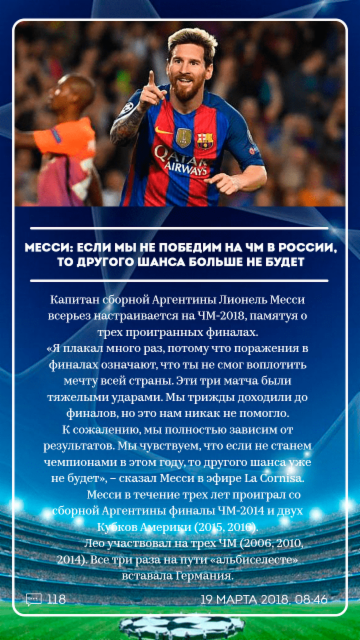 QATAR
AIRWAYS
МЕССИ: ЕСЛИ МЫ НЕ ПОБЕДИМ НА ЧМ В РОССИИ,
ТО ДРУГОГО ШАНСА БОЛЬШЕ НЕ БУДЕТ
Капитан сборной Аргентины Лионель Месси
всерьез настраивается на ЧМ-2018, памятуя о
трех проигранных финалах.
«Я плакал много раз, потому что поражения в
финалах означают, что ты не смог воплотить
мечту всей страны. Эти три матча были
тяжелыми ударами. Мы трижды доходили до
финалов, но это нам никак не помогло.
К сожалению, мы полностью зависим от
результатов. Мы чувствуем, что если не станем
чемпионами в этом году, то другого шанса уже
не будет», – сказал Месси в эфире La Cornisa.
Месси в течение трех лет проиграл со
сборной Аргентины финалы ЧМ-2014 и двух
Кубков Америки (2015, 2016).
Лео участвовал на трех ЧМ (2006, 2010,
2014). Все три раза на пути «альбиселесте»
вставала Германия.
118
19 МАРТА 2018, 08:46